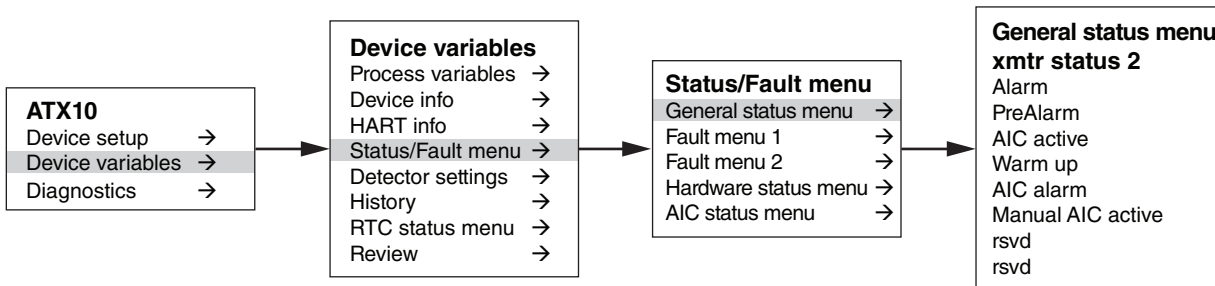 ATX10
Device setup →
Device variables →
Diagnostics →
Device variables
Process variables →
Device info →
HART info →
Status/Fault menu →
Detector settings →
History →
RTC status menu →
Review →
Status/Fault menu
General status menu →
Fault menu 1 →
Fault menu 2 →
Hardware status menu →
AIC status menu →
General status menu
xmtr status 2
Alarm
PreAlarm
AIC active
Warm up
AIC alarm
Manual AIC active
rsvd
rsvd